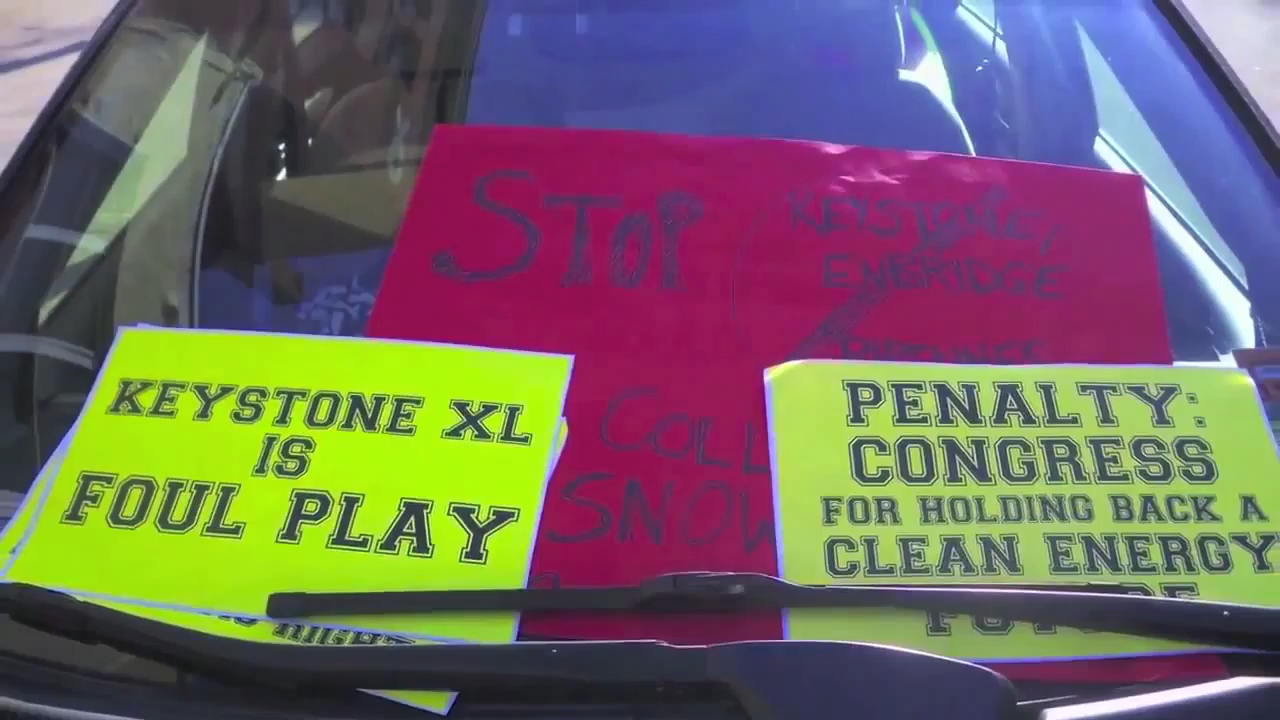 STOP
KEYSTONE,
ENBRIDGE
COLL
SNOW
KEYSTONE XL
IS
FOUL PLAY
PENALTY:
CONGRESS
FOR HOLDING BACK A
CLEAN ENERGY